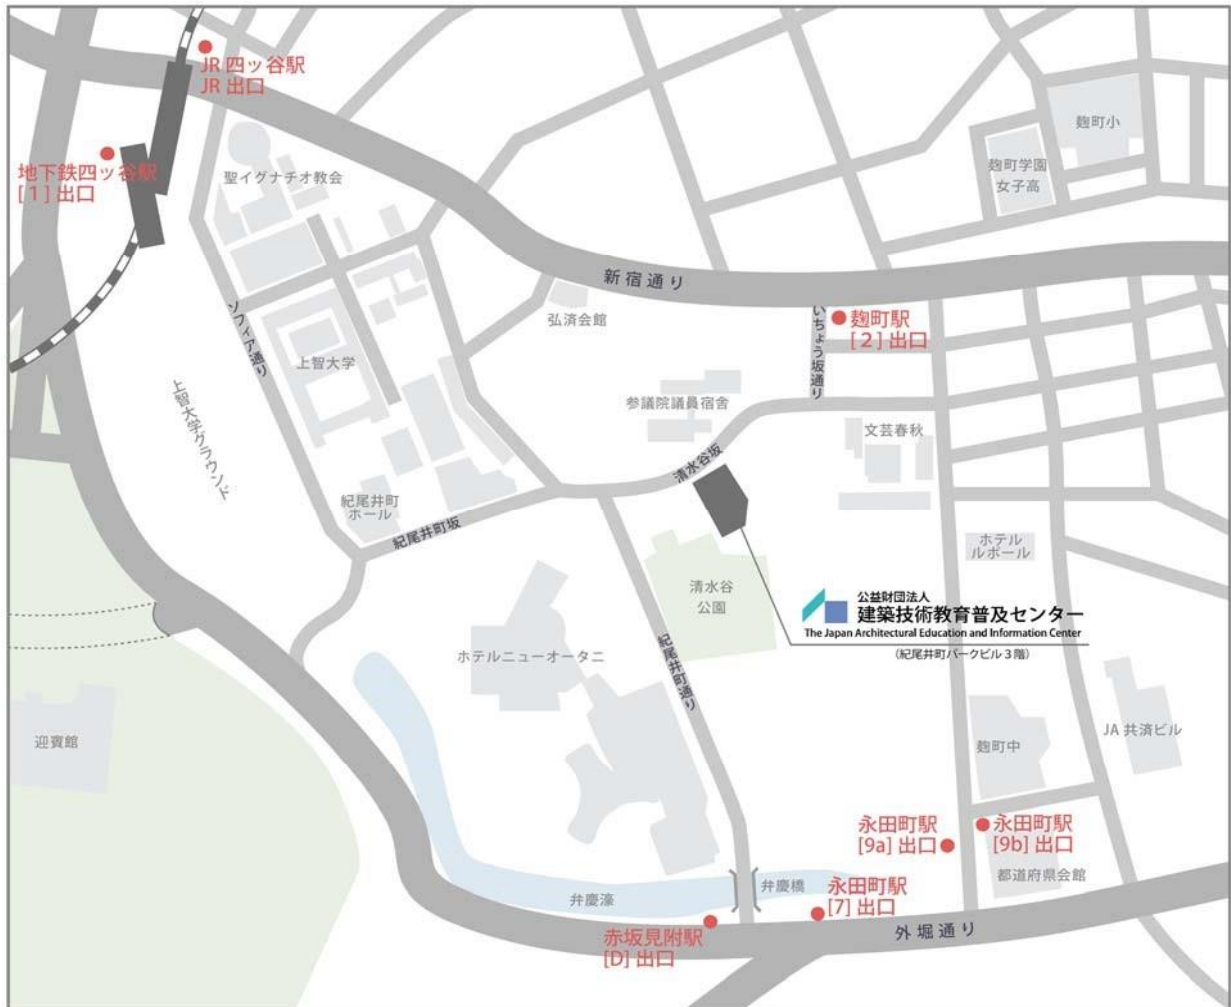 JR 四ッ谷駅
JR 出口
麹町小
地下鉄四ッ谷駅
[1] 出口
聖イグナチオ教会
麹町学園
女子高
新宿通り
ソフィア通り
弘済会館
いちょう坂通り
麹町駅
[2] 出口
上智大学
上智大学グラウンド
参議院議員宿舎
文芸春秋
清水谷坂
紀尾井町
ホール
紀尾井町坂
ホテル
ルポール
清水谷
公園
公益財団法人
建築技術教育普及センター
The Japan Architectural Education and Information Center
(紀尾井町パークビル3階)
ホテルニューオータニ
紀尾井町通り
迎賓館
麹町中
JA 共済ビル
永田町駅
[9a] 出口
永田町駅
[9b] 出口
都道府県会館
弁慶濠
弁慶橋
永田町駅
[7] 出口
赤坂見附駅
[D] 出口
外堀通り